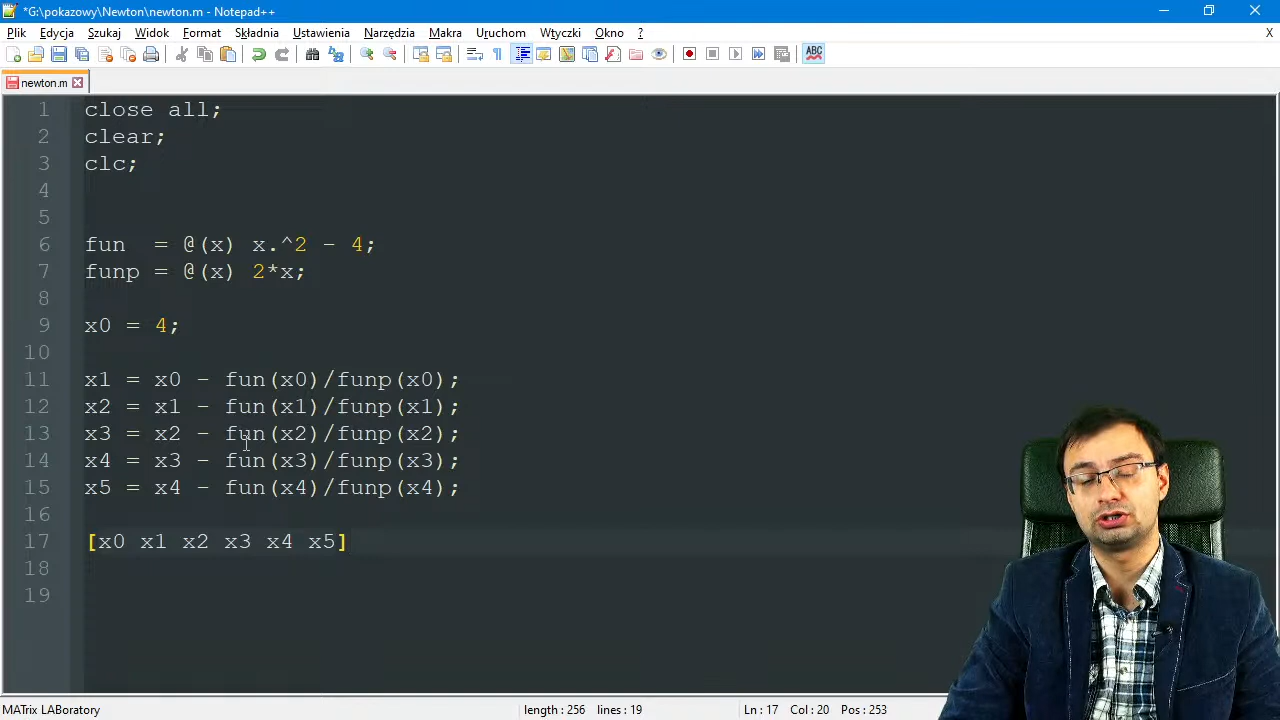 *G:\pokazowy\Newton\newton.m - Notepad++
Plik Edycja Szukaj Widok Format Składnia Ustawienia Narzędzia Makra Uruchom Wtyczki Okno ? X
ABC
newton.m
1 close all;
2 clear;
3 clc;
4
5
6 fun  = @(x) x.^2 - 4;
7 funp = @(x) 2*x;
8
9 x0 = 4;
10
11 x1 = x0 - fun(x0)/funp(x0);
12 x2 = x1 - fun(x1)/funp(x1);
13 x3 = x2 - fun(x2)/funp(x2);
14 x4 = x3 - fun(x3)/funp(x3);
15 x5 = x4 - fun(x4)/funp(x4);
16
17 [x0 x1 x2 x3 x4 x5]
18
19
MATrix LABoratory length : 256 lines : 19 Ln : 17 Col : 20 Pos : 253